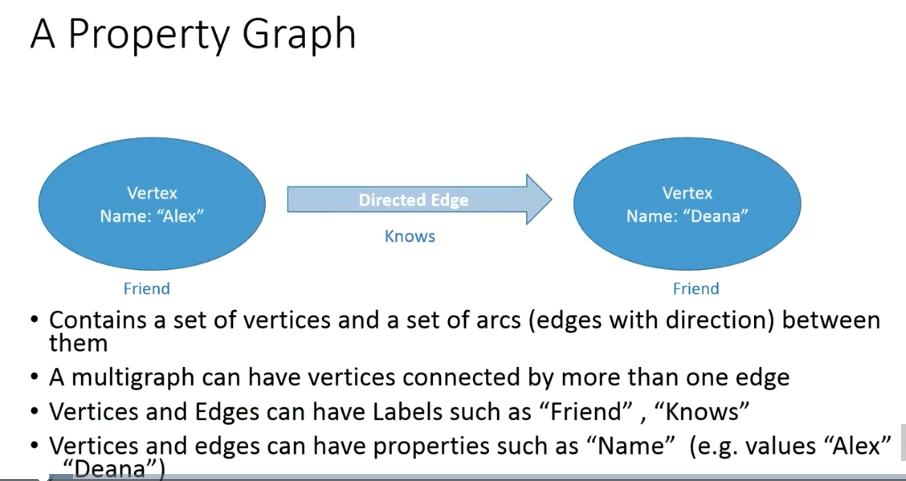 A Property Graph
Vertex
Name: “Alex”
Directed Edge
Knows
Vertex
Name: “Deana”
Friend
Friend
• Contains a set of vertices and a set of arcs (edges with direction) between
them
• A multigraph can have vertices connected by more than one edge
• Vertices and Edges can have Labels such as “Friend” , “Knows”
• Vertices and edges can have properties such as “Name” (e.g. values “Alex”
“Deana”)